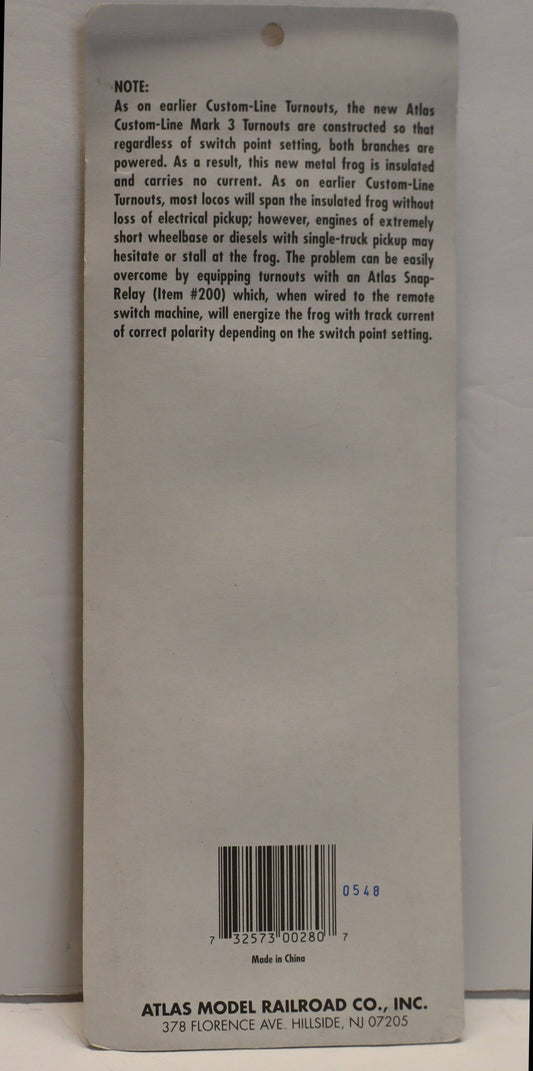 NOTE:
As on earlier Custom-Line Turnouts, the new Atlas
Custom-Line Mark 3 Turnouts are constructed so that
regardless of switch point setting, both branches are
powered. As a result, this new metal frog is insulated
and carries no current. As on earlier Custom-Line
Turnouts, most locos will span the insulated frog without
loss of electrical pickup; however, engines of extremely
short wheelbase or diesels with single-truck pickup may
hesitate or stall at the frog. The problem can be easily
overcome by equipping turnouts with an Atlas Snap-
Relay (Item #200) which, when wired to the remote
switch machine, will energize the frog with track current
of correct polarity depending on the switch point setting.
0548
7 32573 00280 7
Made in China
ATLAS MODEL RAILROAD CO., INC.
378 FLORENCE AVE. HILLSIDE, NJ 07205